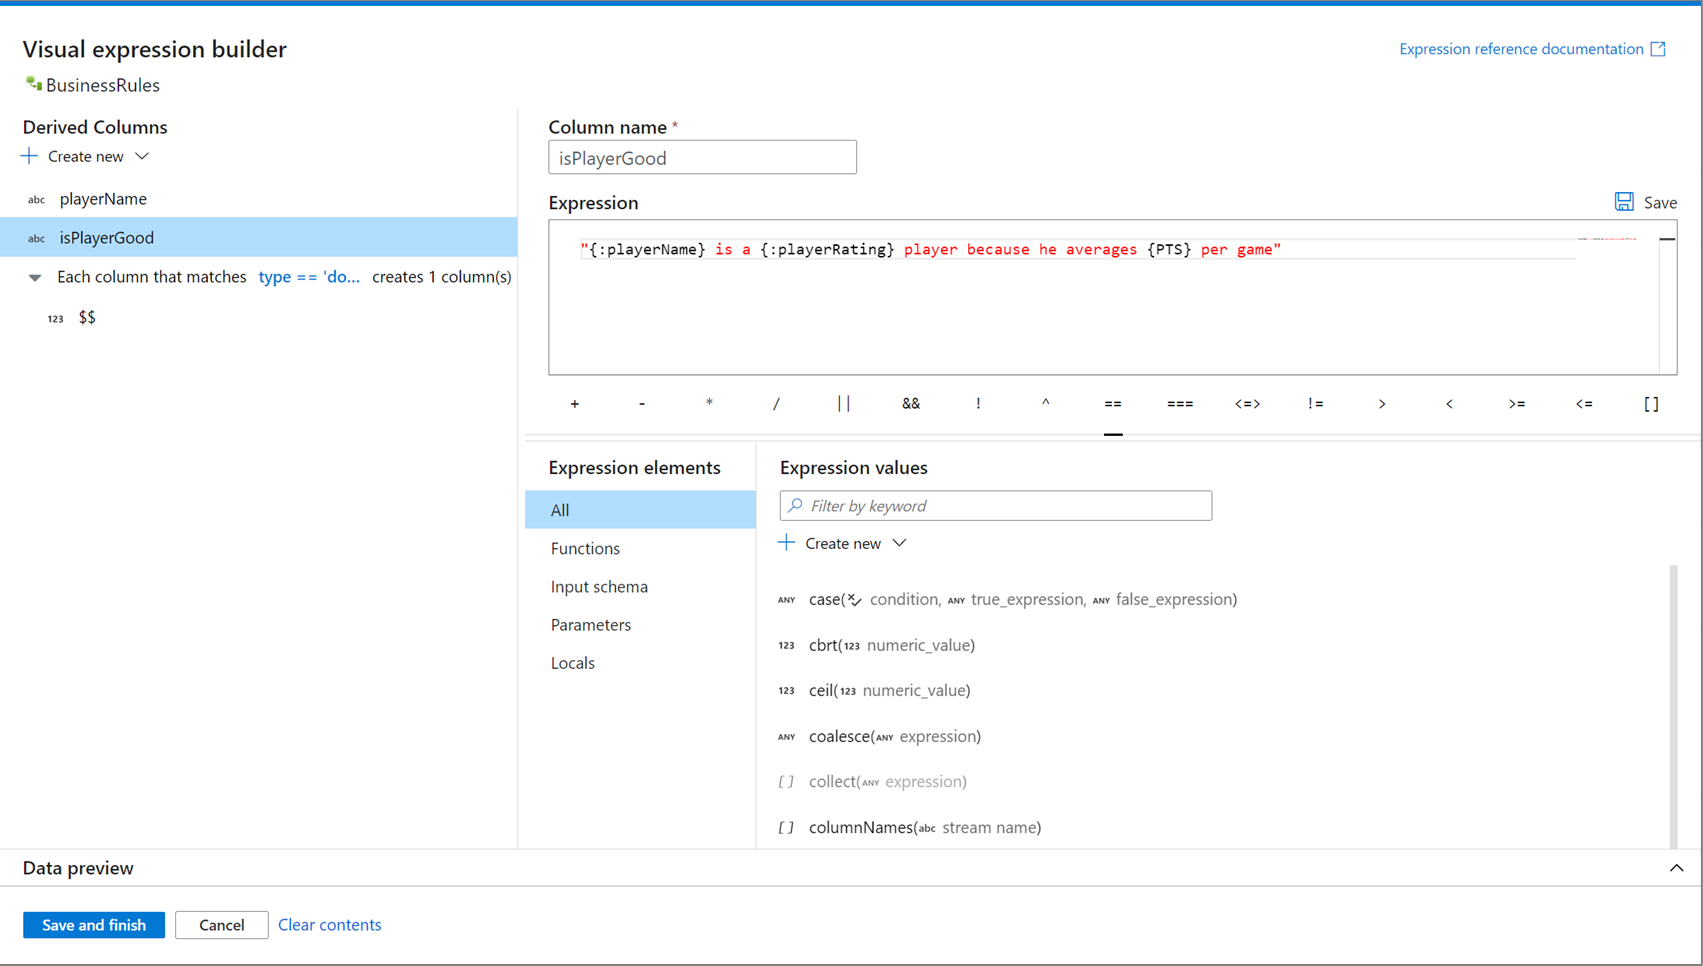 Visual expression builder
Expression reference documentation
BusinessRules
Derived Columns
Create new
abc playerName
abc isPlayerGood
Each column that matches type == 'do... creates 1 column(s)
123 $$
Column name *
isPlayerGood
Expression
Save
"{:playerName} is a {:playerRating} player because he averages {PTS} per game"
+ - * / || && ! ^ == === <=> != > < >= <= []
Expression elements
All
Functions
Input schema
Parameters
Locals
Expression values
Filter by keyword
Create new
ANY case( condition, ANY true_expression, ANY false_expression)
123 cbrt(123 numeric_value)
123 ceil(123 numeric_value)
ANY coalesce(ANY expression)
[] collect(ANY expression)
[] columnNames(abc stream name)
Data preview
Save and finish
Cancel
Clear contents